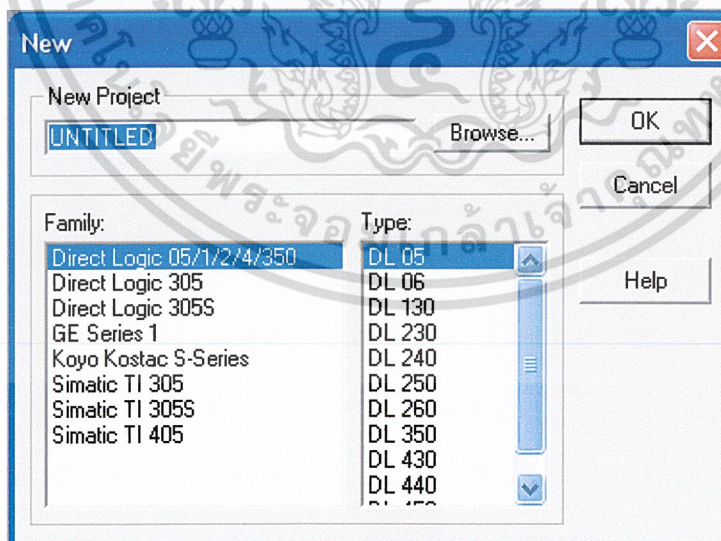 New
New Project
UNTITLED
Browse...
OK
Cancel
Help
Family:
Direct Logic 05/1/2/4/350
Direct Logic 305
Direct Logic 305S
GE Series 1
Koyo Kostac S-Series
Simatic TI 305
Simatic TI 305S
Simatic TI 405
Type:
DL 05
DL 06
DL 130
DL 230
DL 240
DL 250
DL 260
DL 350
DL 430
DL 440